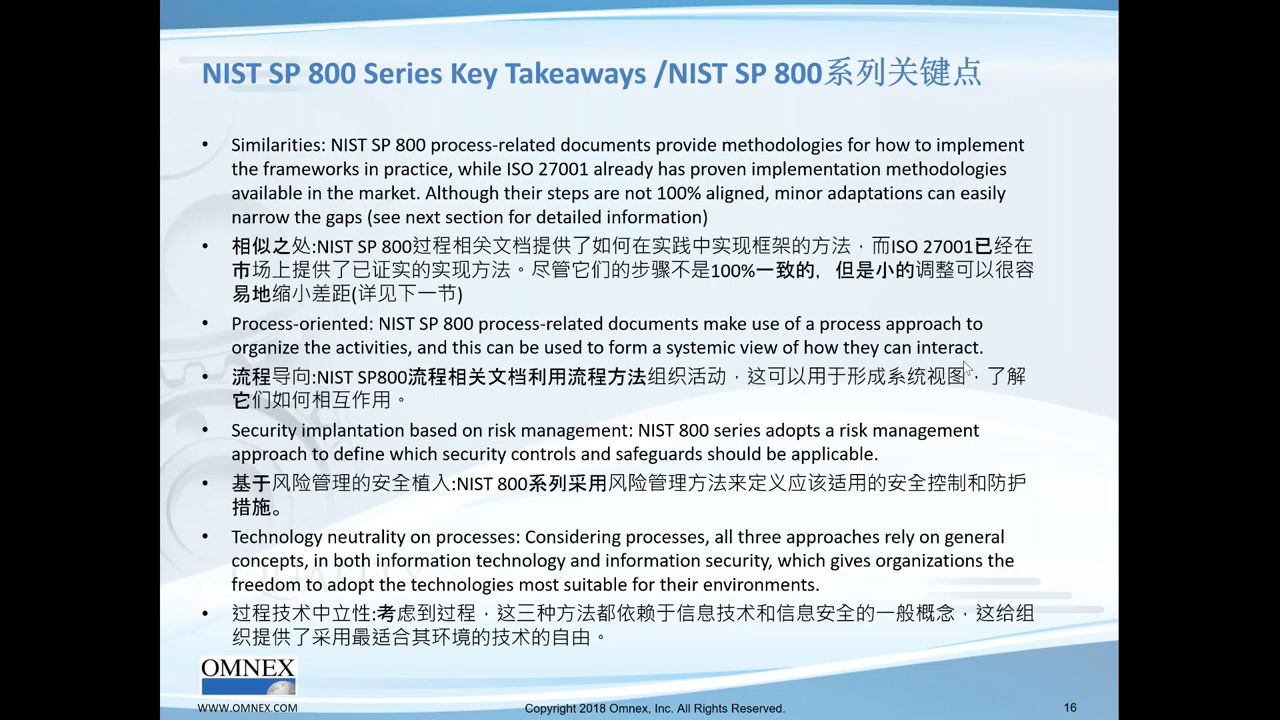 NIST SP 800 Series Key Takeaways /NIST SP 800系列关键点
• Similarities: NIST SP 800 process-related documents provide methodologies for how to implement
the frameworks in practice, while ISO 27001 already has proven implementation methodologies
available in the market. Although their steps are not 100% aligned, minor adaptations can easily
narrow the gaps (see next section for detailed information)
• 相似之处:NIST SP 800过程相关文档提供了如何在实践中实现框架的方法，而ISO 27001已经在
市场上提供了已证实的实现方法。尽管它们的步骤不是100%一致的，但是小的调整可以很容
易地缩小差距(详见下一节)
• Process-oriented: NIST SP 800 process-related documents make use of a process approach to
organize the activities, and this can be used to form a systemic view of how they can interact.
• 流程导向:NIST SP800流程相关文档利用流程方法组织活动，这可以用于形成系统视图，了解
它们如何相互作用。
• Security implantation based on risk management: NIST 800 series adopts a risk management
approach to define which security controls and safeguards should be applicable.
• 基于风险管理的安全植入:NIST 800系列采用风险管理方法来定义应该适用的安全控制和防护
措施。
• Technology neutrality on processes: Considering processes, all three approaches rely on general
concepts, in both information technology and information security, which gives organizations the
freedom to adopt the technologies most suitable for their environments.
• 过程技术中立性:考虑到过程，这三种方法都依赖于信息技术和信息安全的一般概念，这给组
织提供了采用最适合其环境的技术的自由。
OMNEX
WWW.OMNEX.COM
Copyright 2018 Omnex, Inc. All Rights Reserved.
16